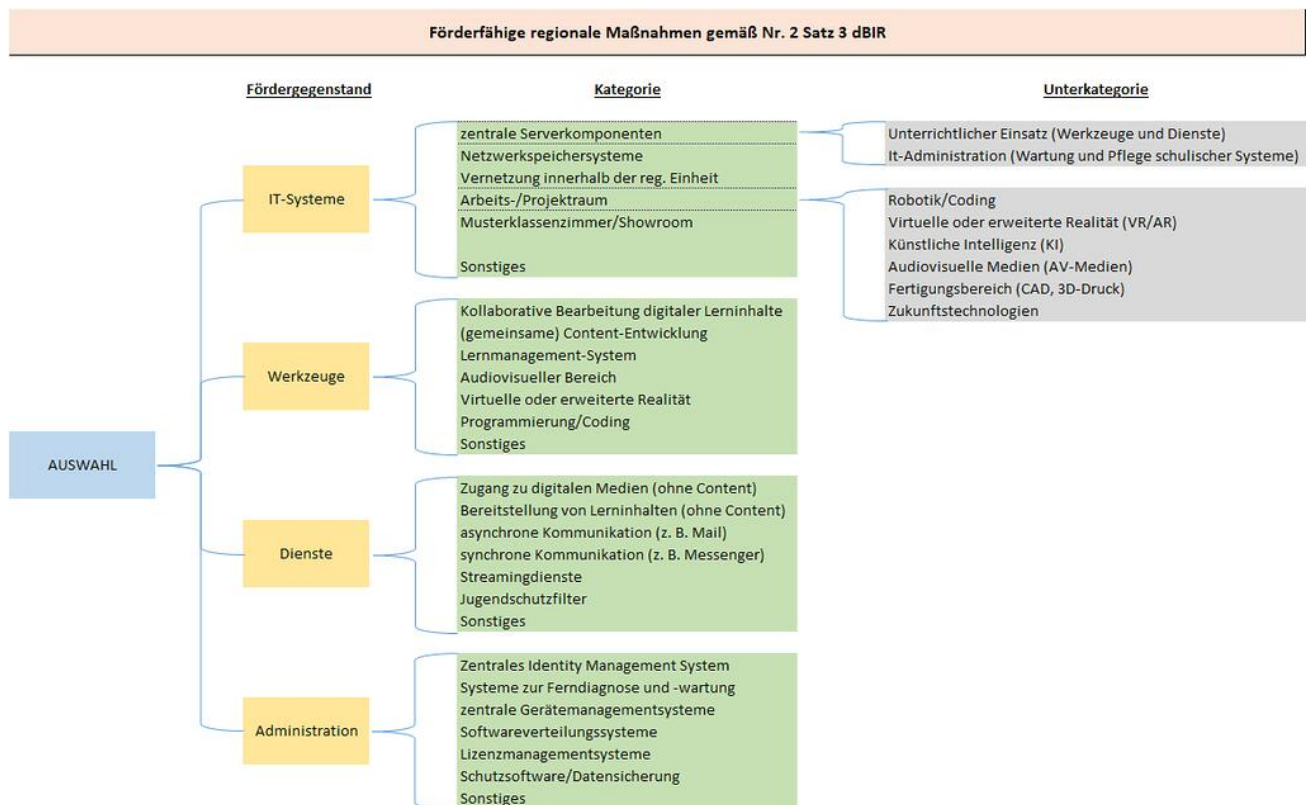 Förderfähige regionale Maßnahmen gemäß Nr. 2 Satz 3 dBIR
Fördergegenstand
Kategorie
Unterkategorie
AUSWAHL
IT-Systeme
zentrale Serverkomponenten
Netzwerkspeichersysteme
Vernetzung innerhalb der reg. Einheit
Arbeits-/Projektraum
Musterklassenzimmer/Showroom
Sonstiges
Unterrichtlicher Einsatz (Werkzeuge und Dienste)
It-Administration (Wartung und Pflege schulischer Systeme)
Robotik/Coding
Virtuelle oder erweiterte Realität (VR/AR)
Künstliche Intelligenz (KI)
Audiovisuelle Medien (AV-Medien)
Fertigungsbereich (CAD, 3D-Druck)
Zukunftstechnologien
Werkzeuge
Kollaborative Bearbeitung digitaler Lerninhalte
(gemeinsame) Content-Entwicklung
Lernmanagement-System
Audiovisueller Bereich
Virtuelle oder erweiterte Realität
Programmierung/Coding
Sonstiges
Dienste
Zugang zu digitalen Medien (ohne Content)
Bereitstellung von Lerninhalten (ohne Content)
asynchrone Kommunikation (z. B. Mail)
synchrone Kommunikation (z. B. Messenger)
Streamingdienste
Jugendschutzfilter
Sonstiges
Administration
Zentrales Identity Management System
Systeme zur Ferndiagnose und -wartung
zentrale Gerätemanagementsysteme
Softwareverteilungssysteme
Lizenzmanagementsysteme
Schutzsoftware/Datensicherung
Sonstiges